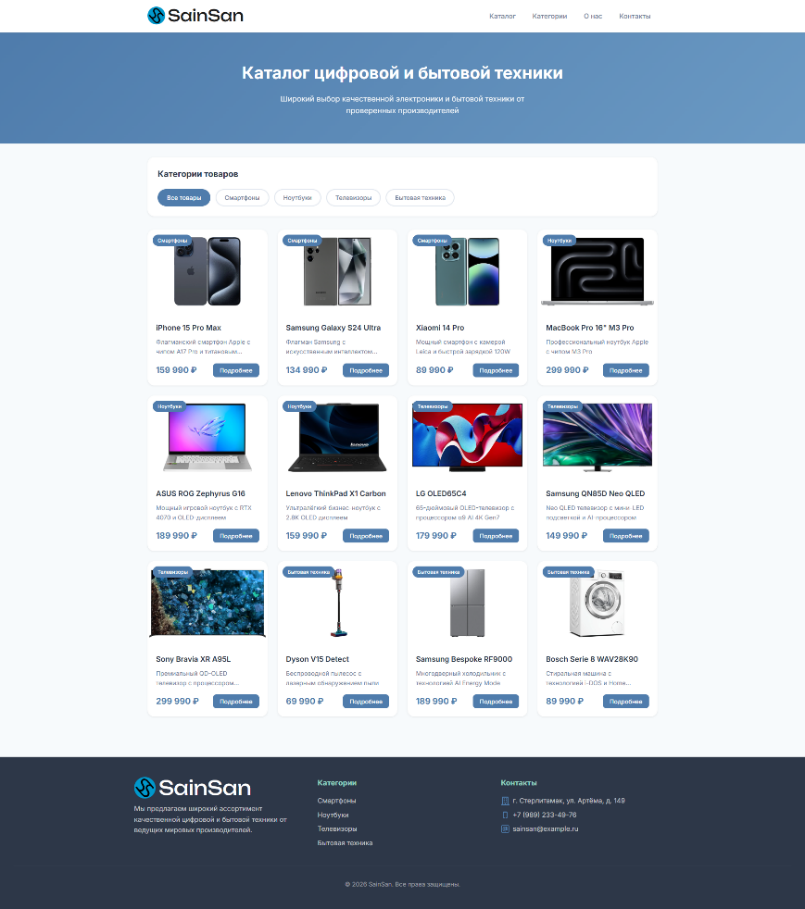 SainSan
Каталог
Категории
О нас
Контакты
Каталог цифровой и бытовой техники
Широкий выбор качественной электроники и бытовой техники от
проверенных производителей
Категории товаров
Все товары
Смартфоны
Ноутбуки
Телевизоры
Бытовая техника
Смартфоны
iPhone 15 Pro Max
Флагманский смартфон Apple с
чипом A17 Pro и титановым...
159 990 ₽
Подробнее
Смартфоны
Samsung Galaxy S24 Ultra
Флагман Samsung с
искусственным интеллектом...
134 990 ₽
Подробнее
Смартфоны
Xiaomi 14 Pro
Мощный смартфон с камерой
Leica и быстрой зарядкой 120W
89 990 ₽
Подробнее
Ноутбуки
MacBook Pro 16" M3 Pro
Профессиональный ноутбук Apple
с чипом M3 Pro
299 990 ₽
Подробнее
Ноутбуки
ASUS ROG Zephyrus G16
Мощный игровой ноутбук с RTX
4070 и OLED дисплеем
189 990 ₽
Подробнее
Ноутбуки
Lenovo
Lenovo ThinkPad X1 Carbon
Ультралёгкий бизнес-ноутбук с
2.8K OLED дисплеем
159 990 ₽
Подробнее
Телевизоры
LG OLED65C4
65-дюймовый OLED-телевизор с
процессором α9 AI 4K Gen7
179 990 ₽
Подробнее
Телевизоры
Samsung QN85D Neo QLED
Neo QLED телевизор с мини-LED
подсветкой и AI-процессором
149 990 ₽
Подробнее
Телевизоры
Sony Bravia XR A95L
Премиальный QD-OLED
телевизор с процессором...
299 990 ₽
Подробнее
Бытовая техника
Dyson V15 Detect
Беспроводной пылесос с
лазерным обнаружением пыли
69 990 ₽
Подробнее
Бытовая техника
Samsung Bespoke RF9000
Многодверный холодильник с
технологией AI Energy Mode
189 990 ₽
Подробнее
Бытовая техника
Bosch Serie 8 WAV28K90
Стиральная машина с
технологией i-DOS и Home...
89 990 ₽
Подробнее
SainSan
Мы предлагаем широкий ассортимент
качественной цифровой и бытовой техники от
ведущих мировых производителей.
Категории
Смартфоны
Ноутбуки
Телевизоры
Бытовая техника
Контакты
г. Стерлитамак, ул. Артёма, д. 149
+7 (989) 233-49-76
sainsan@example.ru
© 2026 SainSan. Все права защищены.